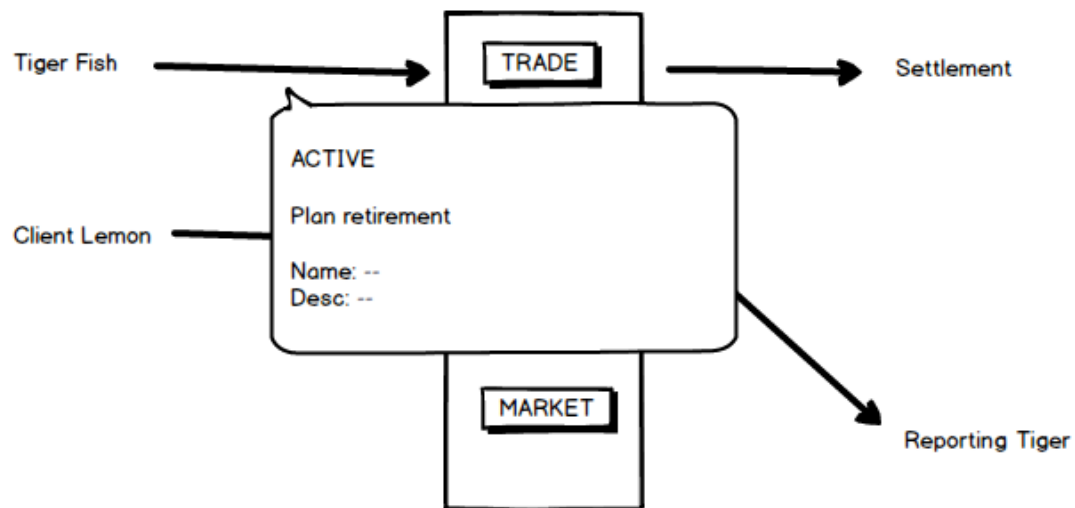 Tiger Fish
TRADE
Settlement
ACTIVE
Plan retirement
Client Lemon
Name: --
Desc: --
MARKET
Reporting Tiger